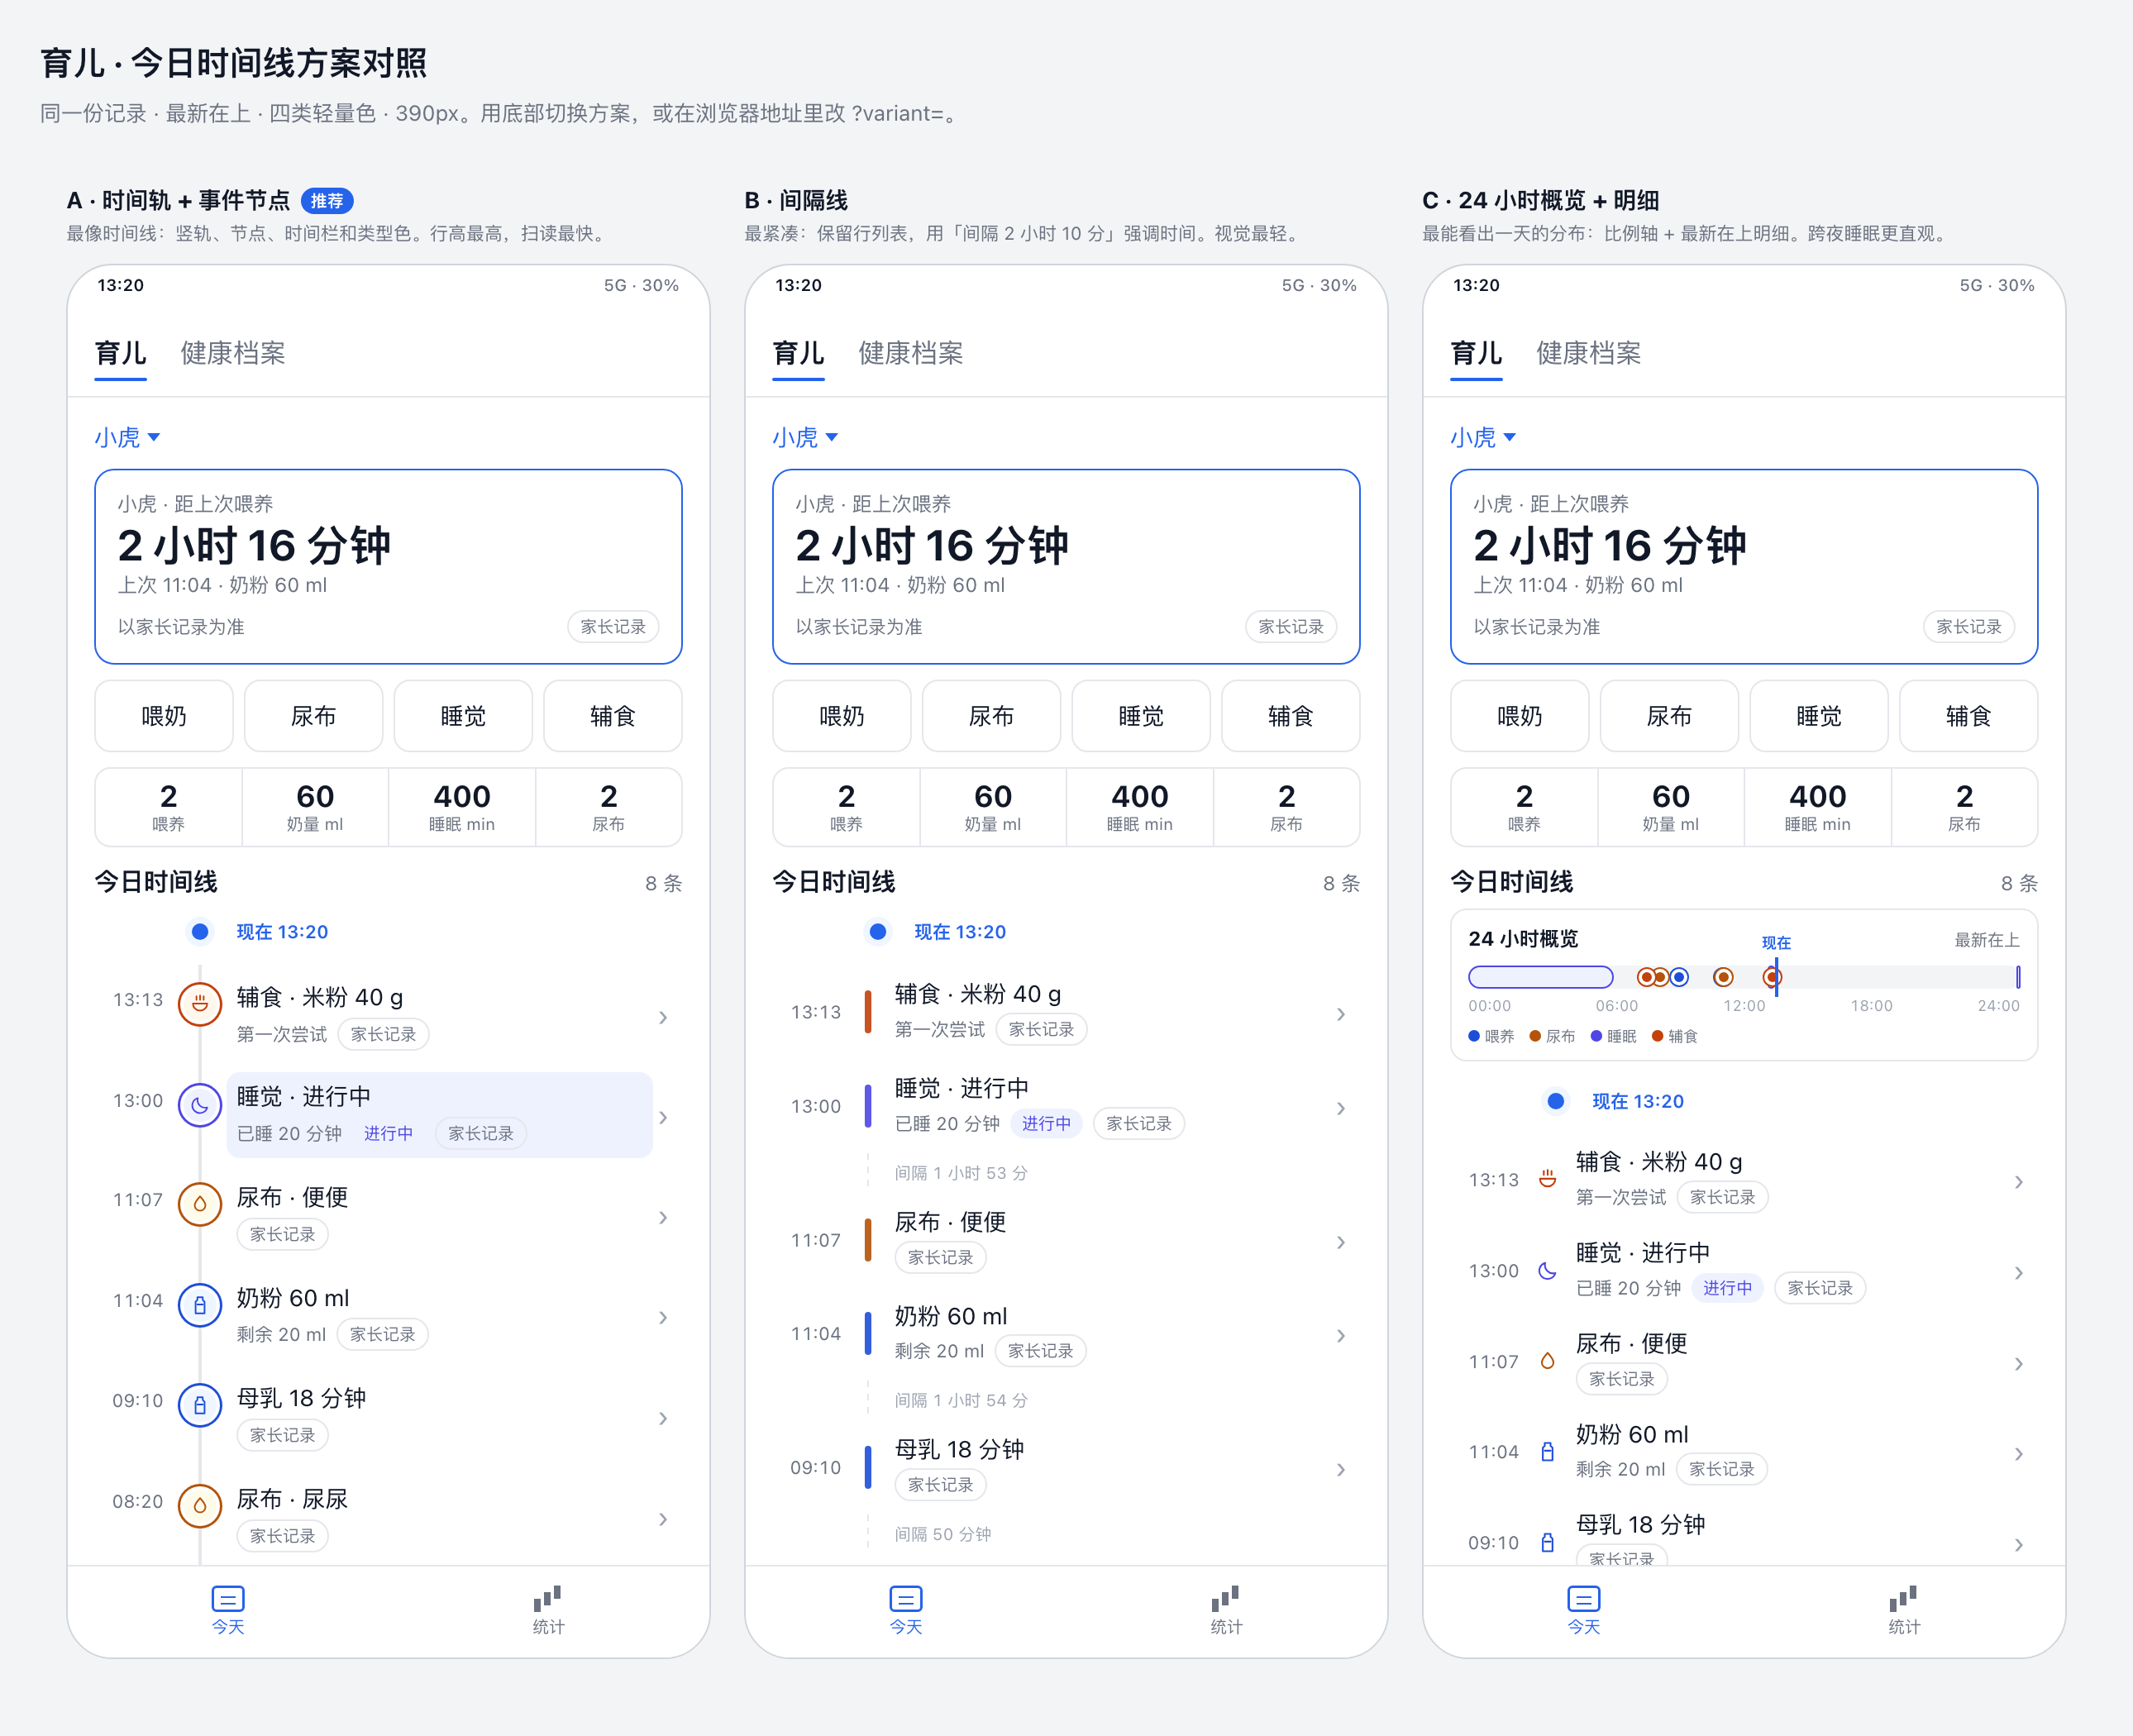 育儿 · 今日时间线方案对照
同一份记录 · 最新在上 · 四类轻量色 · 390px。用底部切换方案，或在浏览器地址里改 ?variant=。
A · 时间轨 + 事件节点 推荐
最像时间线：竖轨、节点、时间栏和类型色。行高最高，扫读最快。
13:20 5G · 30%
育儿 健康档案
小虎
小虎 · 距上次喂养
2 小时 16 分钟
上次 11:04 · 奶粉 60 ml
以家长记录为准 家长记录
喂奶 尿布 睡觉 辅食
2 60 400 2
喂养 奶量 ml 睡眠 min 尿布
今日时间线 8 条
现在 13:20
13:13 辅食 · 米粉 40 g
第一次尝试 家长记录
13:00 睡觉 · 进行中
已睡 20 分钟 进行中 家长记录
11:07 尿布 · 便便
家长记录
11:04 奶粉 60 ml
剩余 20 ml 家长记录
09:10 母乳 18 分钟
家长记录
08:20 尿布 · 尿尿
家长记录
今天 统计
B · 间隔线
最紧凑：保留行列表，用「间隔 2 小时 10 分」强调时间。视觉最轻。
13:20 5G · 30%
育儿 健康档案
小虎
小虎 · 距上次喂养
2 小时 16 分钟
上次 11:04 · 奶粉 60 ml
以家长记录为准 家长记录
喂奶 尿布 睡觉 辅食
2 60 400 2
喂养 奶量 ml 睡眠 min 尿布
今日时间线 8 条
现在 13:20
13:13 辅食 · 米粉 40 g
第一次尝试 家长记录
13:00 睡觉 · 进行中
已睡 20 分钟 进行中 家长记录
间隔 1 小时 53 分
11:07 尿布 · 便便
家长记录
11:04 奶粉 60 ml
剩余 20 ml 家长记录
间隔 1 小时 54 分
09:10 母乳 18 分钟
家长记录
间隔 50 分钟
今天 统计
C · 24 小时概览 + 明细
最能看出一天的分布：比例轴 + 最新在上明细。跨夜睡眠更直观。
13:20 5G · 30%
育儿 健康档案
小虎
小虎 · 距上次喂养
2 小时 16 分钟
上次 11:04 · 奶粉 60 ml
以家长记录为准 家长记录
喂奶 尿布 睡觉 辅食
2 60 400 2
喂养 奶量 ml 睡眠 min 尿布
今日时间线 8 条
24 小时概览 现在 最新在上
00:00 06:00 12:00 18:00 24:00
喂养 尿布 睡眠 辅食
现在 13:20
13:13 辅食 · 米粉 40 g
第一次尝试 家长记录
13:00 睡觉 · 进行中
已睡 20 分钟 进行中 家长记录
11:07 尿布 · 便便
家长记录
11:04 奶粉 60 ml
剩余 20 ml 家长记录
09:10 母乳 18 分钟
家长记录
今天 统计